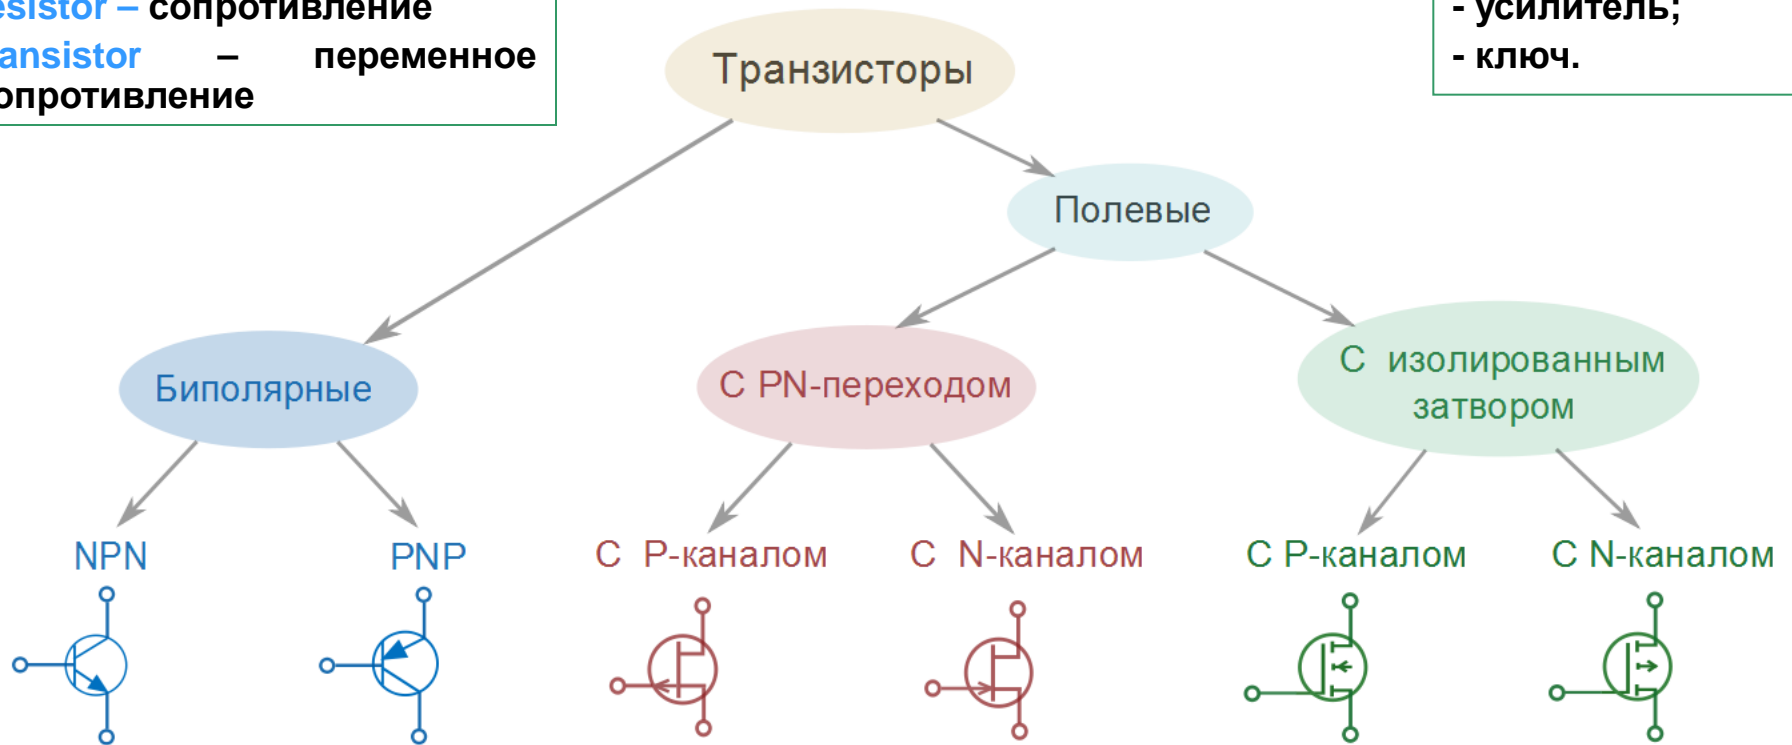 esistor – сопротивление
ansistor – переменное
опротивление
- усилитель;
- ключ.
Транзисторы
Полевые
Биполярные
С PN-переходом
С изолированным
затвором
NPN
PNP
С P-каналом
С N-каналом
С P-каналом
С N-каналом